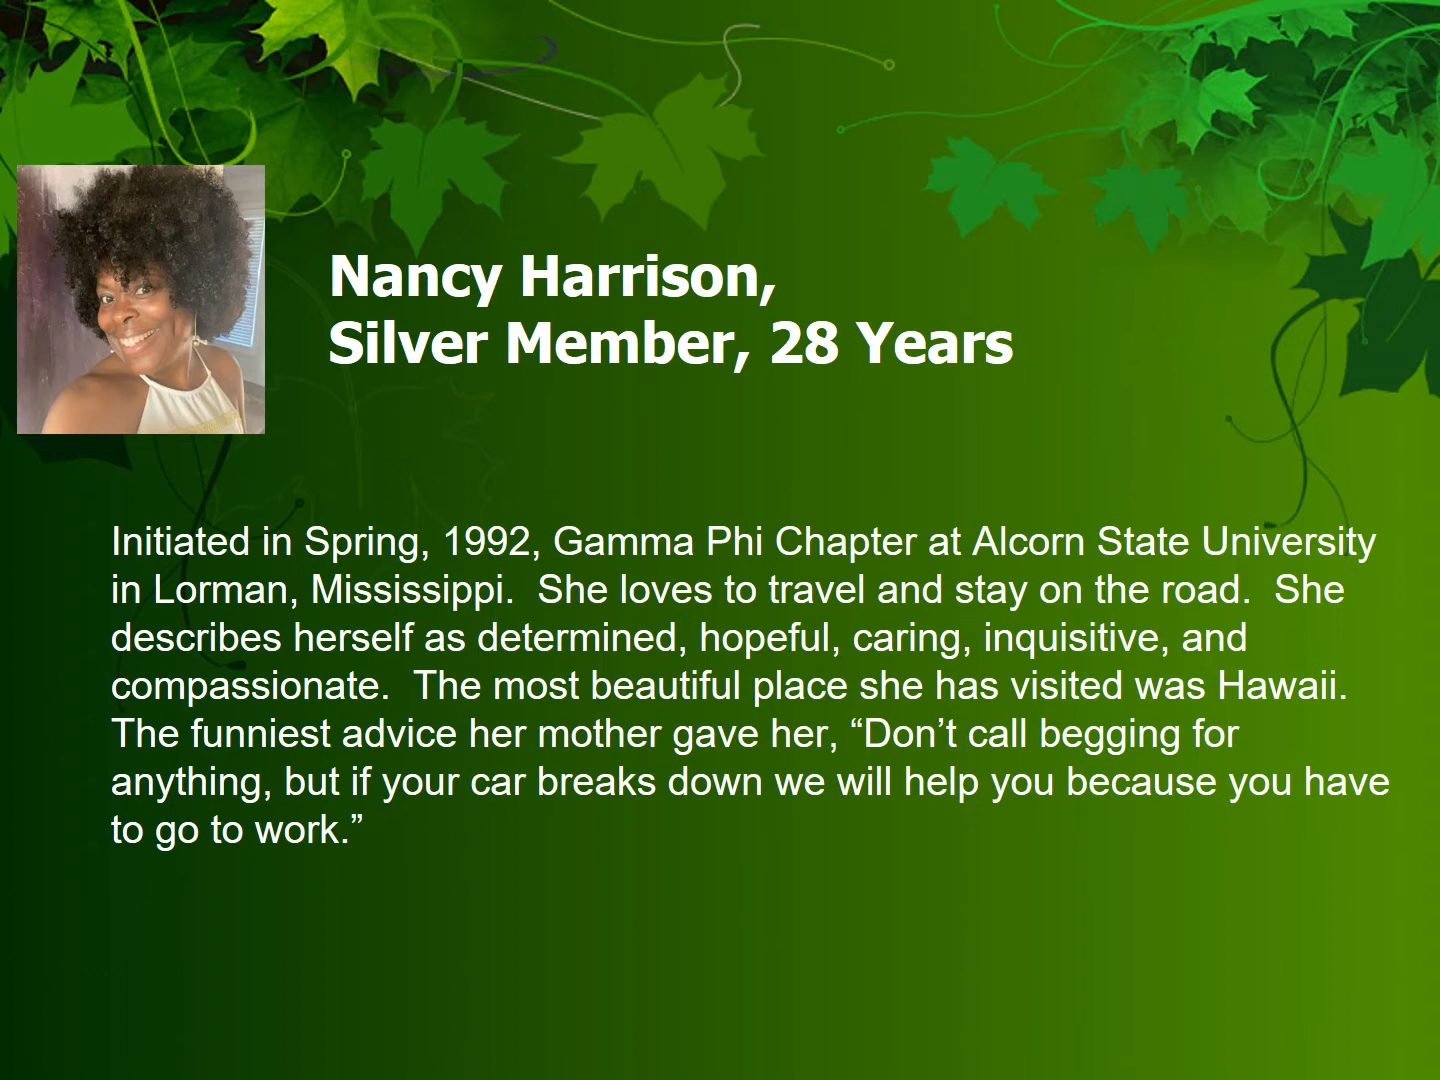 Nancy Harrison,
Silver Member, 28 Years
Initiated in Spring, 1992, Gamma Phi Chapter at Alcorn State University
in Lorman, Mississippi.  She loves to travel and stay on the road.  She
describes herself as determined, hopeful, caring, inquisitive, and
compassionate.  The most beautiful place she has visited was Hawaii.
The funniest advice her mother gave her, “Don’t call begging for
anything, but if your car breaks down we will help you because you have
to go to work.”